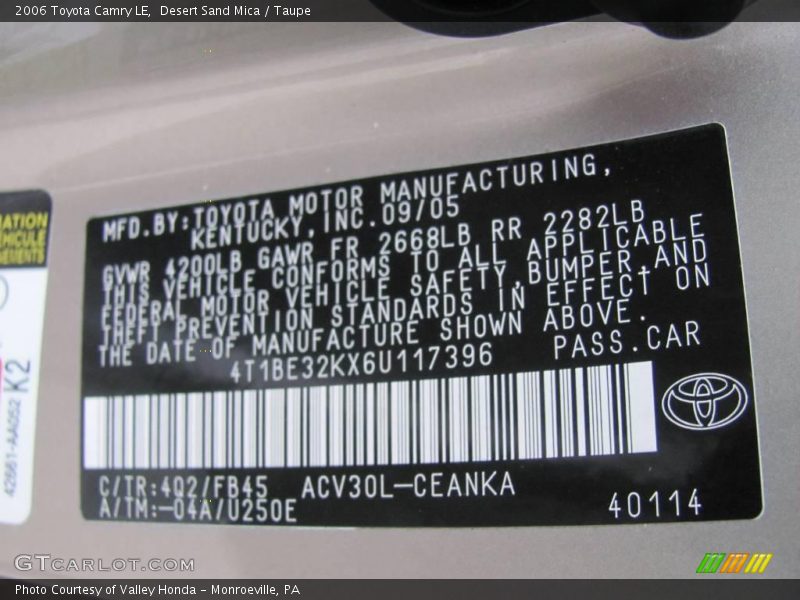 2006 Toyota Camry LE,  Desert Sand Mica / Taupe
MFD.BY:TOYOTA MOTOR MANUFACTURING,
KENTUCKY,INC.09/05
GVWR 4200LB GAWR FR 2668LB RR 2282LB
THIS VEHICLE CONFORMS TO ALL APPLICABLE
FEDERAL MOTOR VEHICLE SAFETY,BUMPER,AND
THEFT PREVENTION STANDARDS IN EFFECT ON
THE DATE OF MANUFACTURE SHOWN ABOVE.
4T1BE32KX6U117396 PASS.CAR
C/TR:4Q2/FB45 ACV30L-CEANKA
A/TM:-04A/U250E 40114
42661-AA052 K2
GTCARLOT.COM
Photo Courtesy of Valley Honda - Monroeville, PA